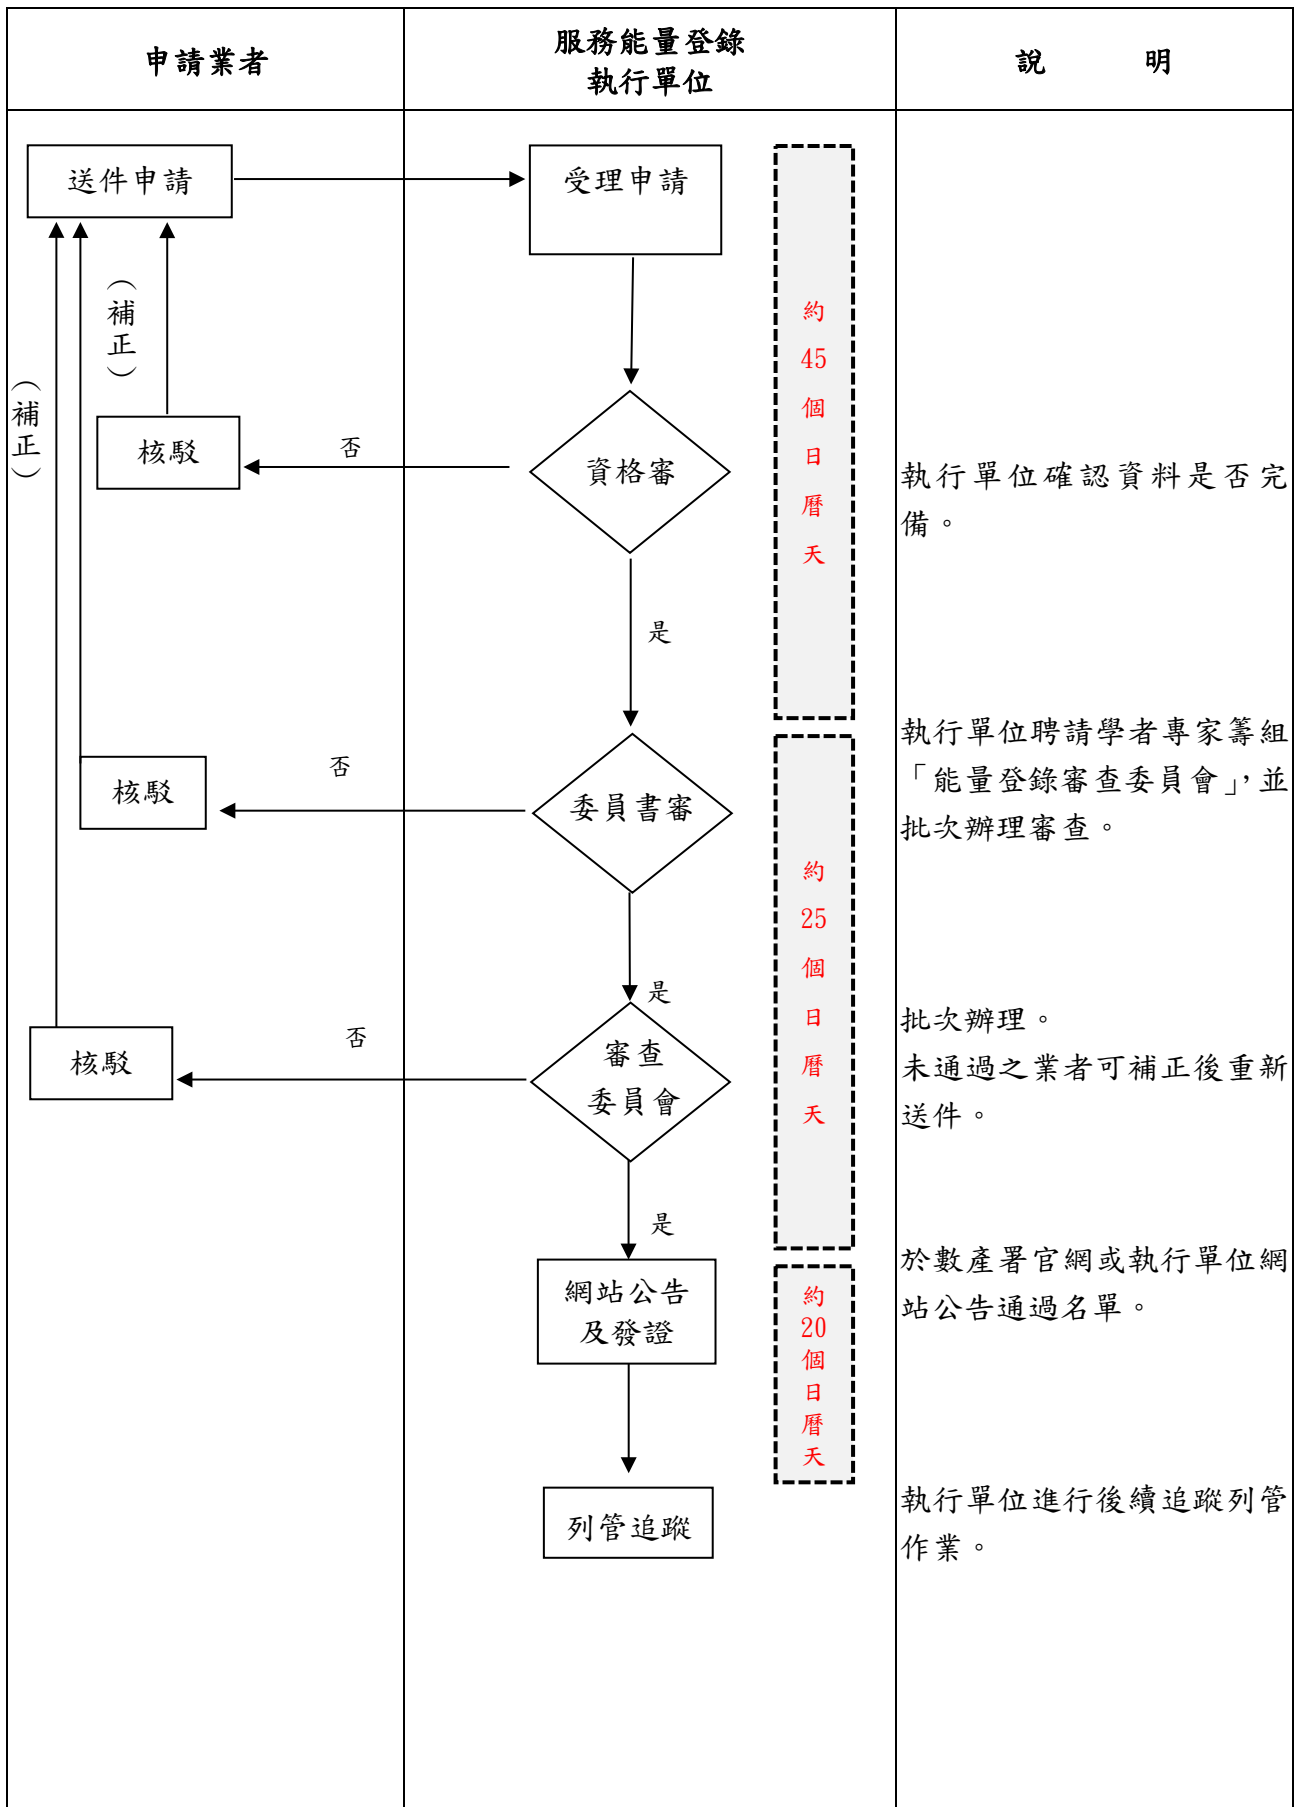 申請業者
服務能量登錄
執行單位
說 明
送件申請
受理申請
（補正）
（補正）
核駁
否
資格審
是
約
45
個
日
曆
天
執行單位確認資料是否完
備。
核駁
否
委員書審
是
執行單位聘請學者專家籌組
「能量登錄審查委員會」，並
批次辦理審查。
約
25
個
日
曆
天
核駁
否
審查
委員會
是
批次辦理。
未通過之業者可補正後重新
送件。
網站公告
及發證
約
20
個
日
曆
天
於數產署官網或執行單位網
站公告通過名單。
列管追蹤
執行單位進行後續追蹤列管
作業。